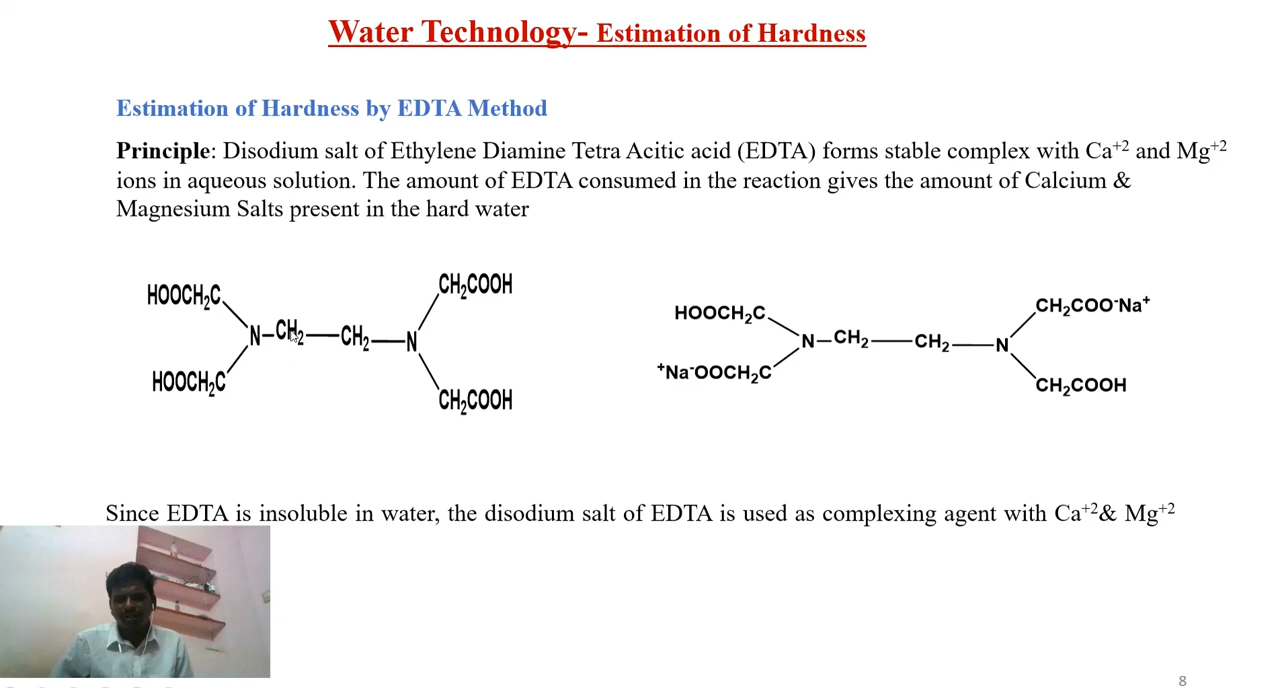 Water Technology- Estimation of Hardness
Estimation of Hardness by EDTA Method
Principle: Disodium salt of Ethylene Diamine Tetra Acitic acid (EDTA) forms stable complex with Ca⁺² and Mg⁺²
ions in aqueous solution. The amount of EDTA consumed in the reaction gives the amount of Calcium &
Magnesium Salts present in the hard water
HOOCH₂C
CH₂COOH
N–CH₂—CH₂—N
HOOCH₂C
CH₂COOH
HOOCH₂C
CH₂COO⁻Na⁺
N–CH₂—CH₂—N
⁺Na⁻OOCH₂C
CH₂COOH
Since EDTA is insoluble in water, the disodium salt of EDTA is used as complexing agent with Ca⁺²& Mg⁺²
8